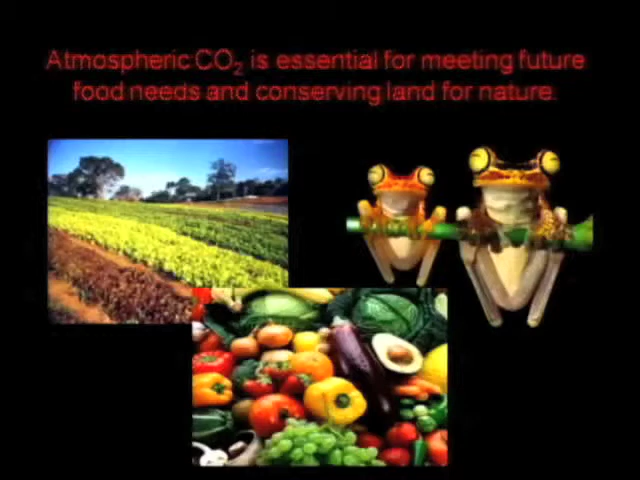 Atmospheric CO₂ is essential for meeting future
food needs and conserving land for nature.